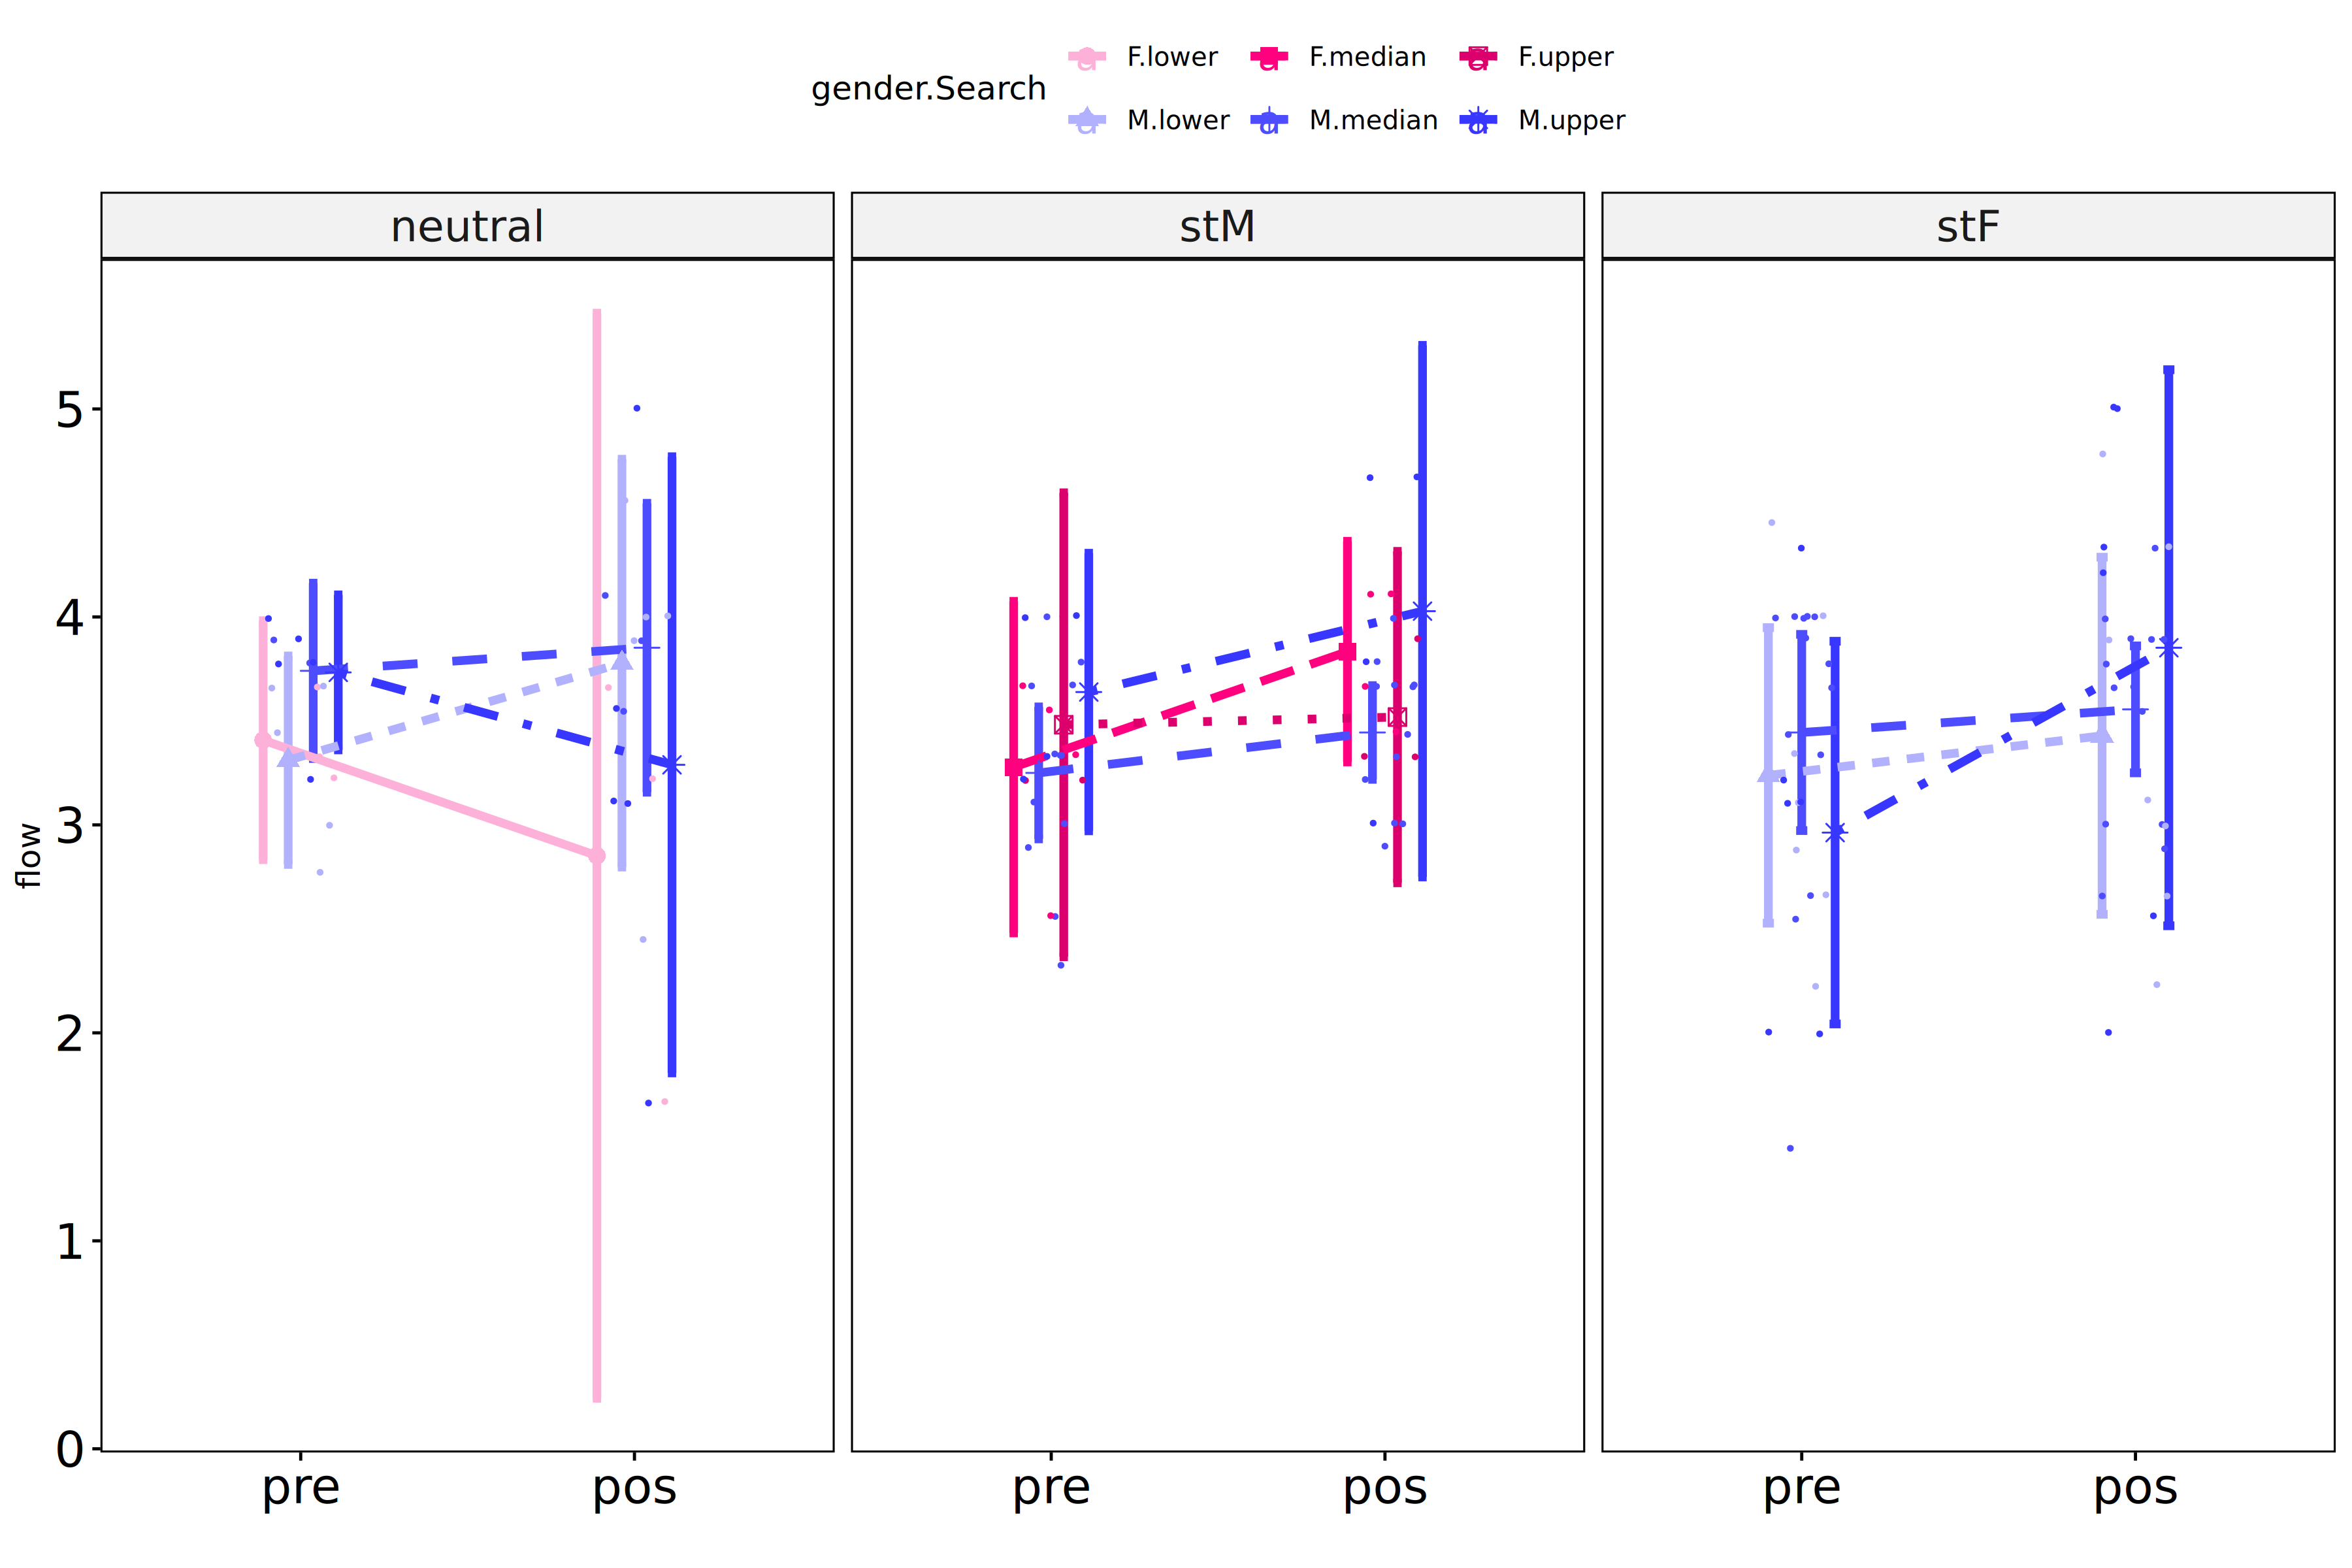 gender.Search
F.lower F.median F.upper
M.lower M.median M.upper
neutral stM stF
flow
5
4
3
2
1
0
pre pos pre pos pre pos